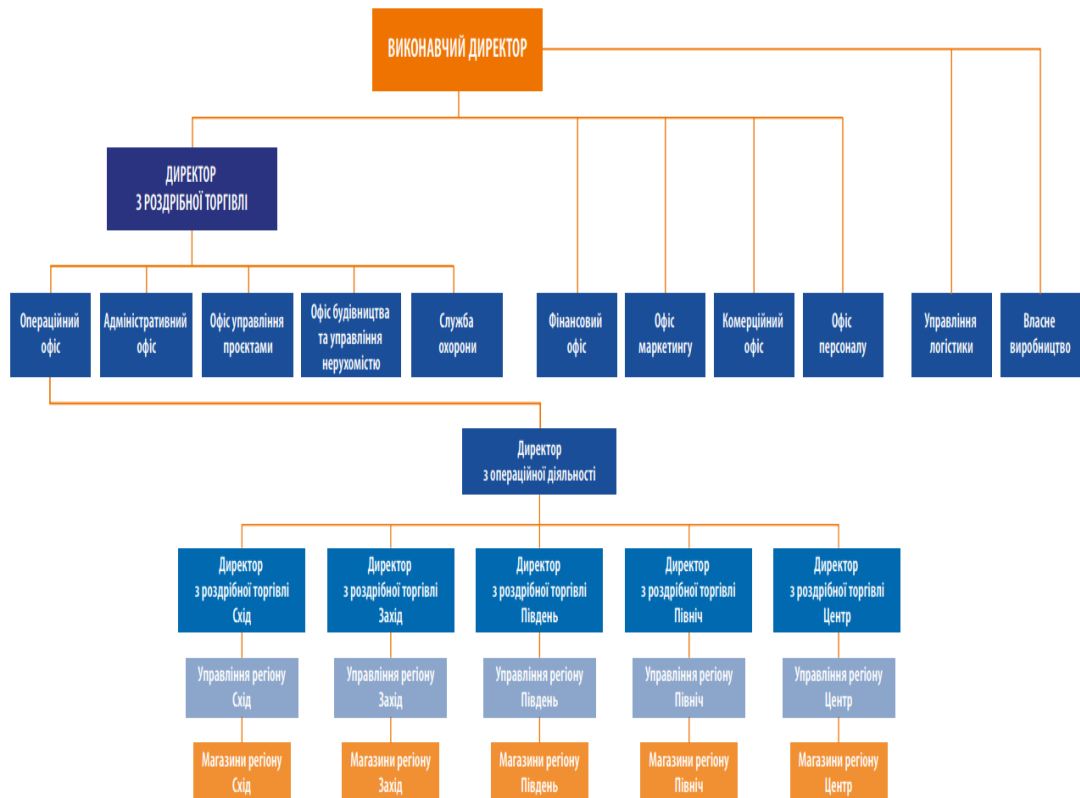 ВИКОНАВЧИЙ ДИРЕКТОР
ДИРЕКТОР
З РОЗДРІБНОЇ ТОРГІВЛІ
Операційний
офіс
Адміністративний
офіс
Офіс управління
проєктами
Офіс будівництва
та управління
нерухомістю
Служба
охорони
Фінансовий
офіс
Офіс
маркетингу
Комерційний
офіс
Офіс
персоналу
Управління
логістики
Власне
виробництво
Директор
з операційної діяльності
Директор
з роздрібної торгівлі
Схід
Директор
з роздрібної торгівлі
Захід
Директор
з роздрібної торгівлі
Південь
Директор
з роздрібної торгівлі
Північ
Директор
з роздрібної торгівлі
Центр
Управління регіону
Схід
Управління регіону
Захід
Управління регіону
Південь
Управління регіону
Північ
Управління регіону
Центр
Магазини регіону
Схід
Магазини регіону
Захід
Магазини регіону
Південь
Магазини регіону
Північ
Магазини регіону
Центр